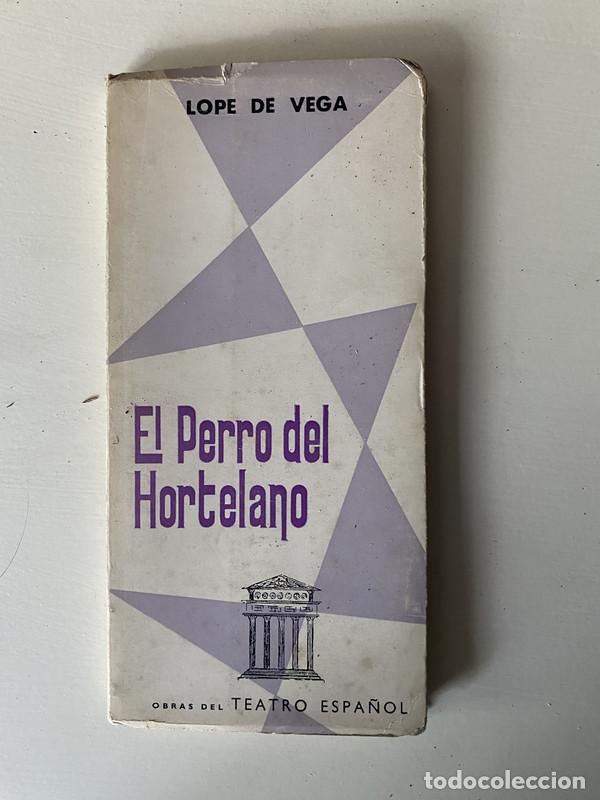 LOPE DE VEGA
El Perro del
Hortelano
OBRAS DEL TEATRO ESPAÑOL
todocoleccion